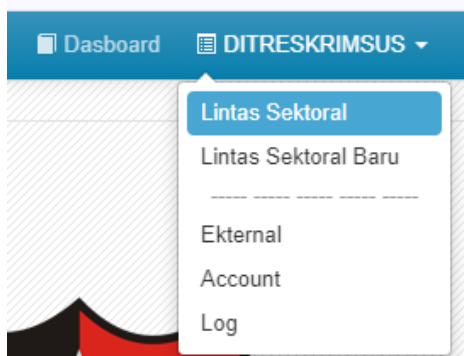 Dasboard DITRESKRIMSUS
Lintas Sektoral
Lintas Sektoral Baru
----- ----- ----- ----- -----
Ekternal
Account
Log